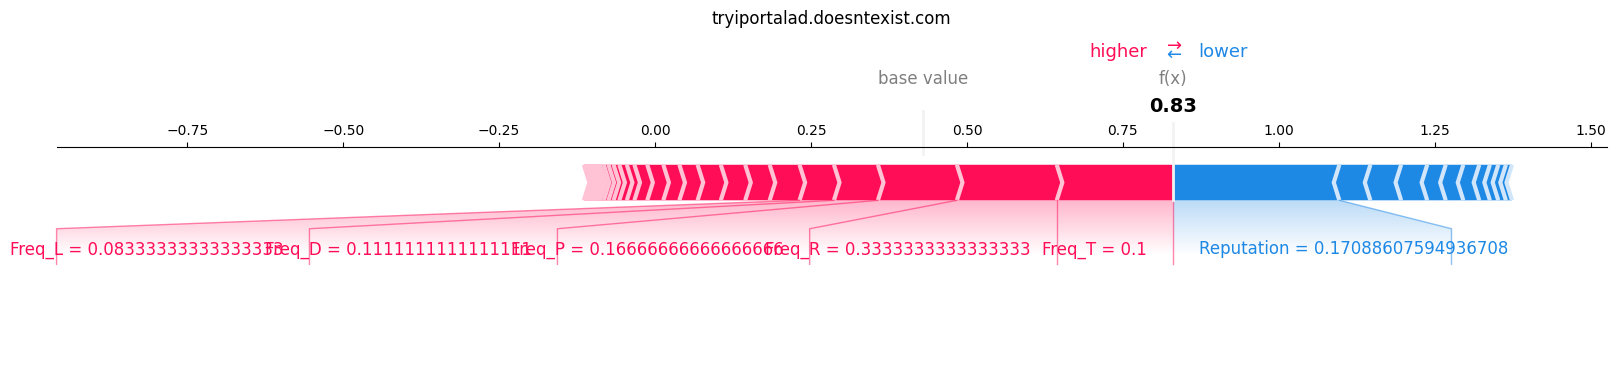 tryiportalad.doesntexist.com
higher → ← lower
base value f(x)
0.83
−0.75 −0.50 −0.25 0.00 0.25 0.50 0.75 1.00 1.25 1.50
Freq_L = 0.08333333333333333 Freq_D = 0.1111111111111111 Freq_P = 0.16666666666666666 Freq_R = 0.3333333333333333 Freq_T = 0.1 Reputation = 0.17088607594936708